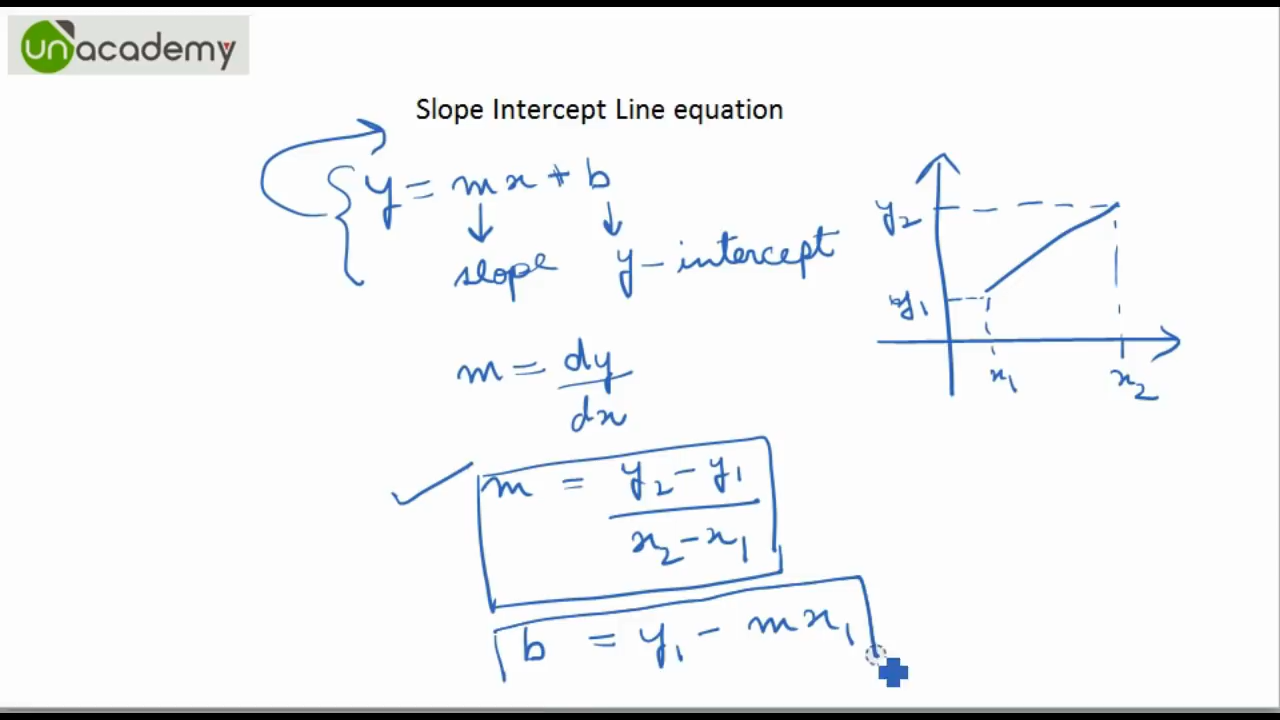 unacademy
Slope Intercept Line equation
y = mx + b
slope y-intercept
m = dy/dx
m = y₂ - y₁ / x₂ - x₁
b = y₁ - mx₁
y₂
y₁
x₁ x₂